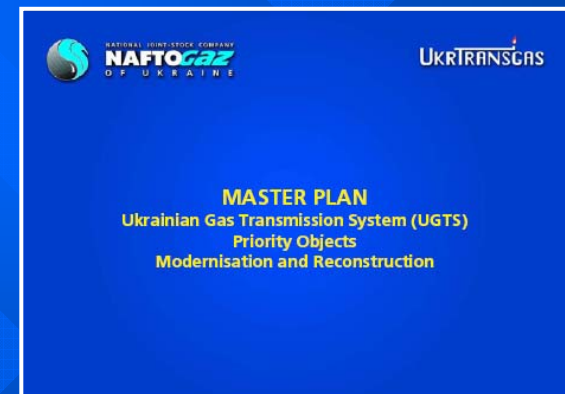 NATIONAL JOINT-STOCK COMPANY
NAFTOGAZ
OF UKRAINE
UKRTRANSGAS
MASTER PLAN
Ukrainian Gas Transmission System (UGTS)
Priority Objects
Modernisation and Reconstruction